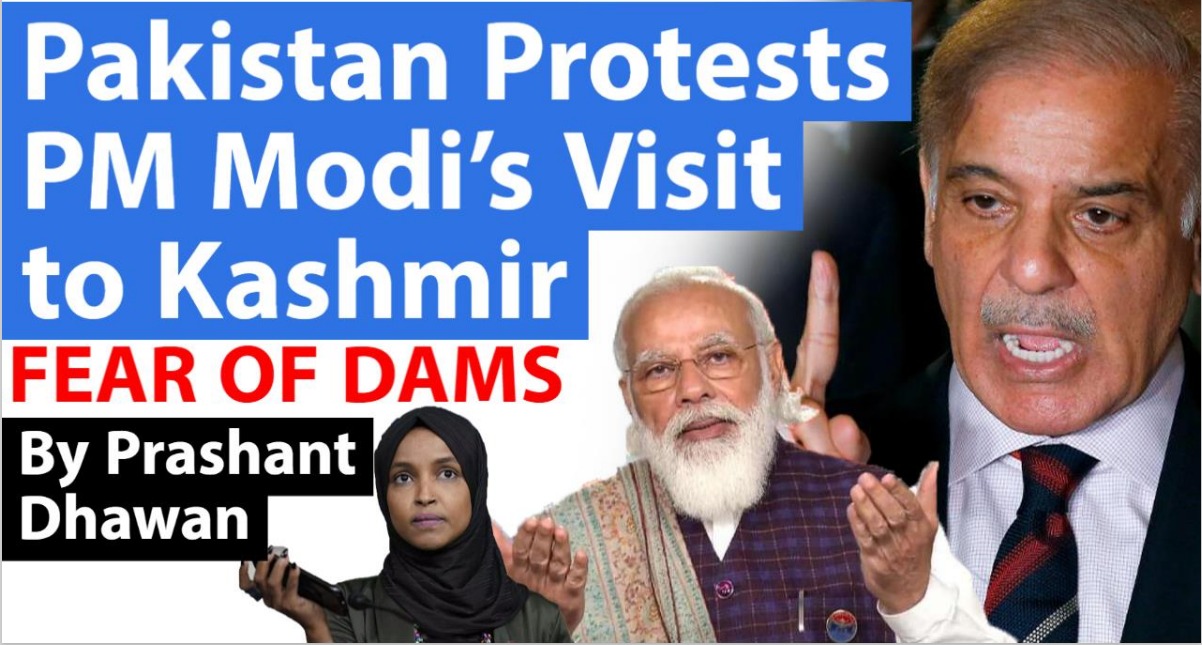 Pakistan Protests
PM Modi’s Visit
to Kashmir
FEAR OF DAMS
By Prashant
Dhawan